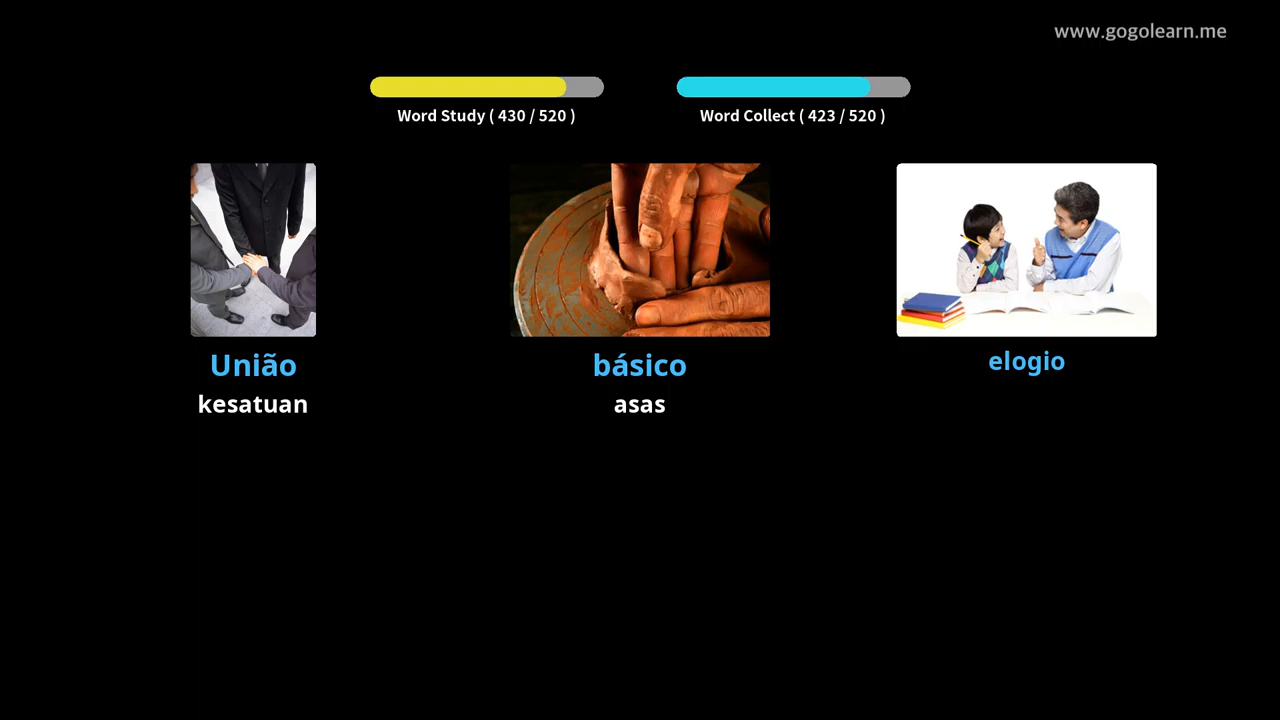 www.gogolearn.me
Word Study ( 430 / 520 )
Word Collect ( 423 / 520 )
União
básico
elogio
kesatuan
asas